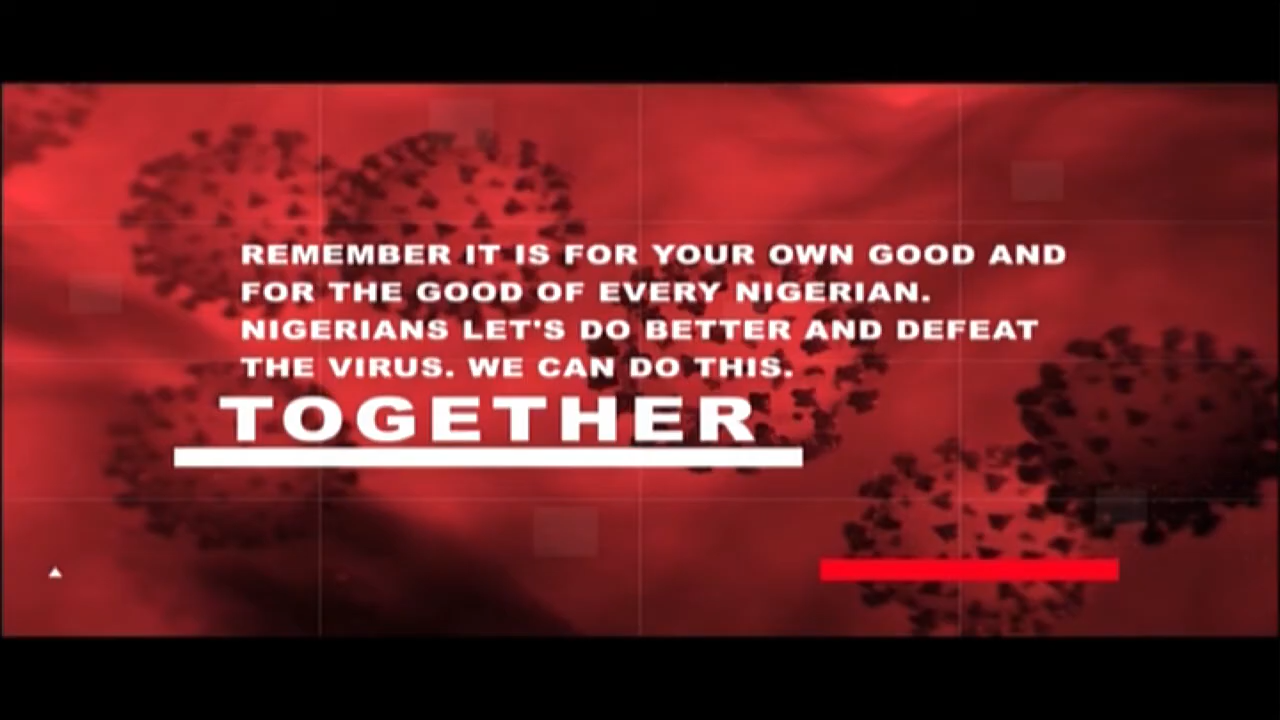 REMEMBER IT IS FOR YOUR OWN GOOD AND
FOR THE GOOD OF EVERY NIGERIAN.
NIGERIANS LET'S DO BETTER AND DEFEAT
THE VIRUS. WE CAN DO THIS.
TOGETHER